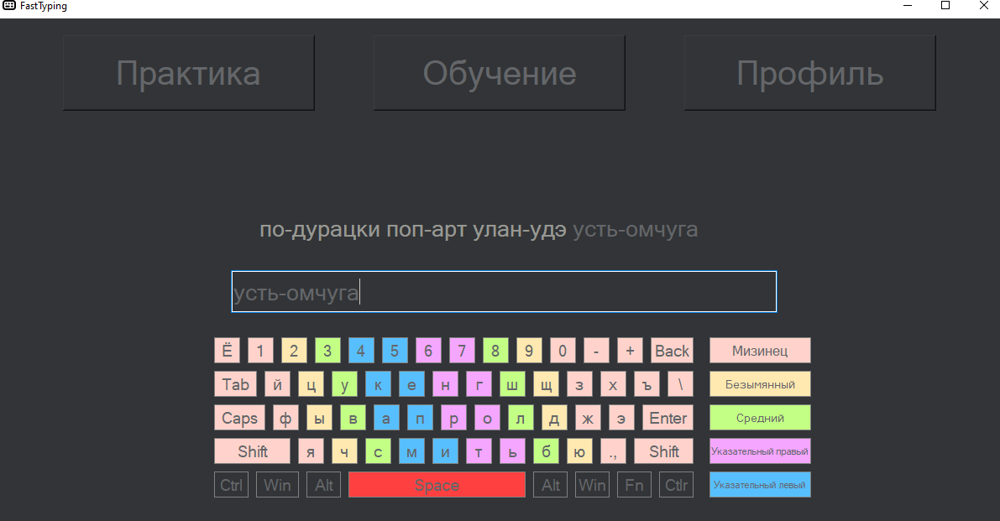 FastTyping
Практика Обучение Профиль
по-дурацки поп-арт улан-удэ усть-омчуга
усть-омчуга
Ё 1 2 3 4 5 6 7 8 9 0 - + Back Мизинец
Tab й ц у к е н г ш щ з х ъ \ Безымянный
Caps ф ы в а п р о л д ж э Enter Средний
Shift я ч с м и т ь б ю ., Shift Указательный правый
Ctrl Win Alt Space Alt Win Fn Ctlr Указательный левый